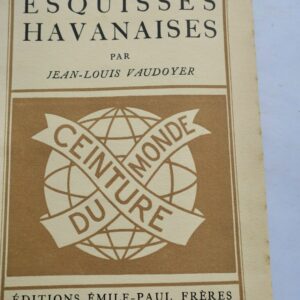 ESQUISSES
HAVANAISES
PAR
JEAN-LOUIS VAUDOYER
CEINTURE
DU MONDE
ÉDITIONS ÉMILE-PAUL FRÈRES